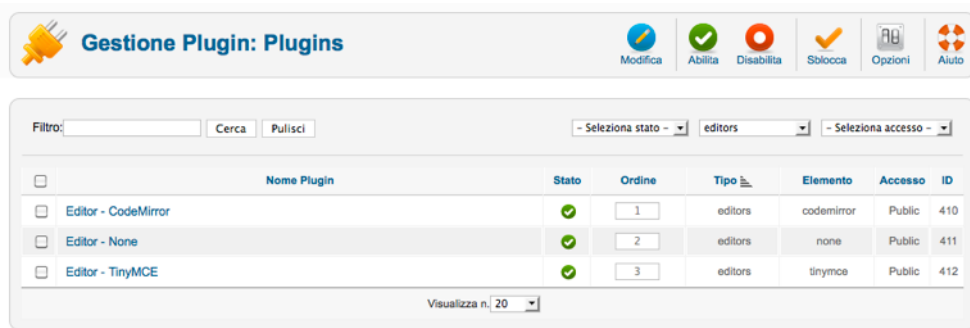 Gestione Plugin: Plugins
Modifica Abilita Disabilita Sblocca Opzioni Aiuto
Filtro: Cerca Pulisci - Seleziona stato - editors - Seleziona accesso -
Nome Plugin Stato Ordine Tipo Elemento Accesso ID
Editor - CodeMirror 1 editors codemirror Public 410
Editor - None 2 editors none Public 411
Editor - TinyMCE 3 editors tinymce Public 412
Visualizza n. 20